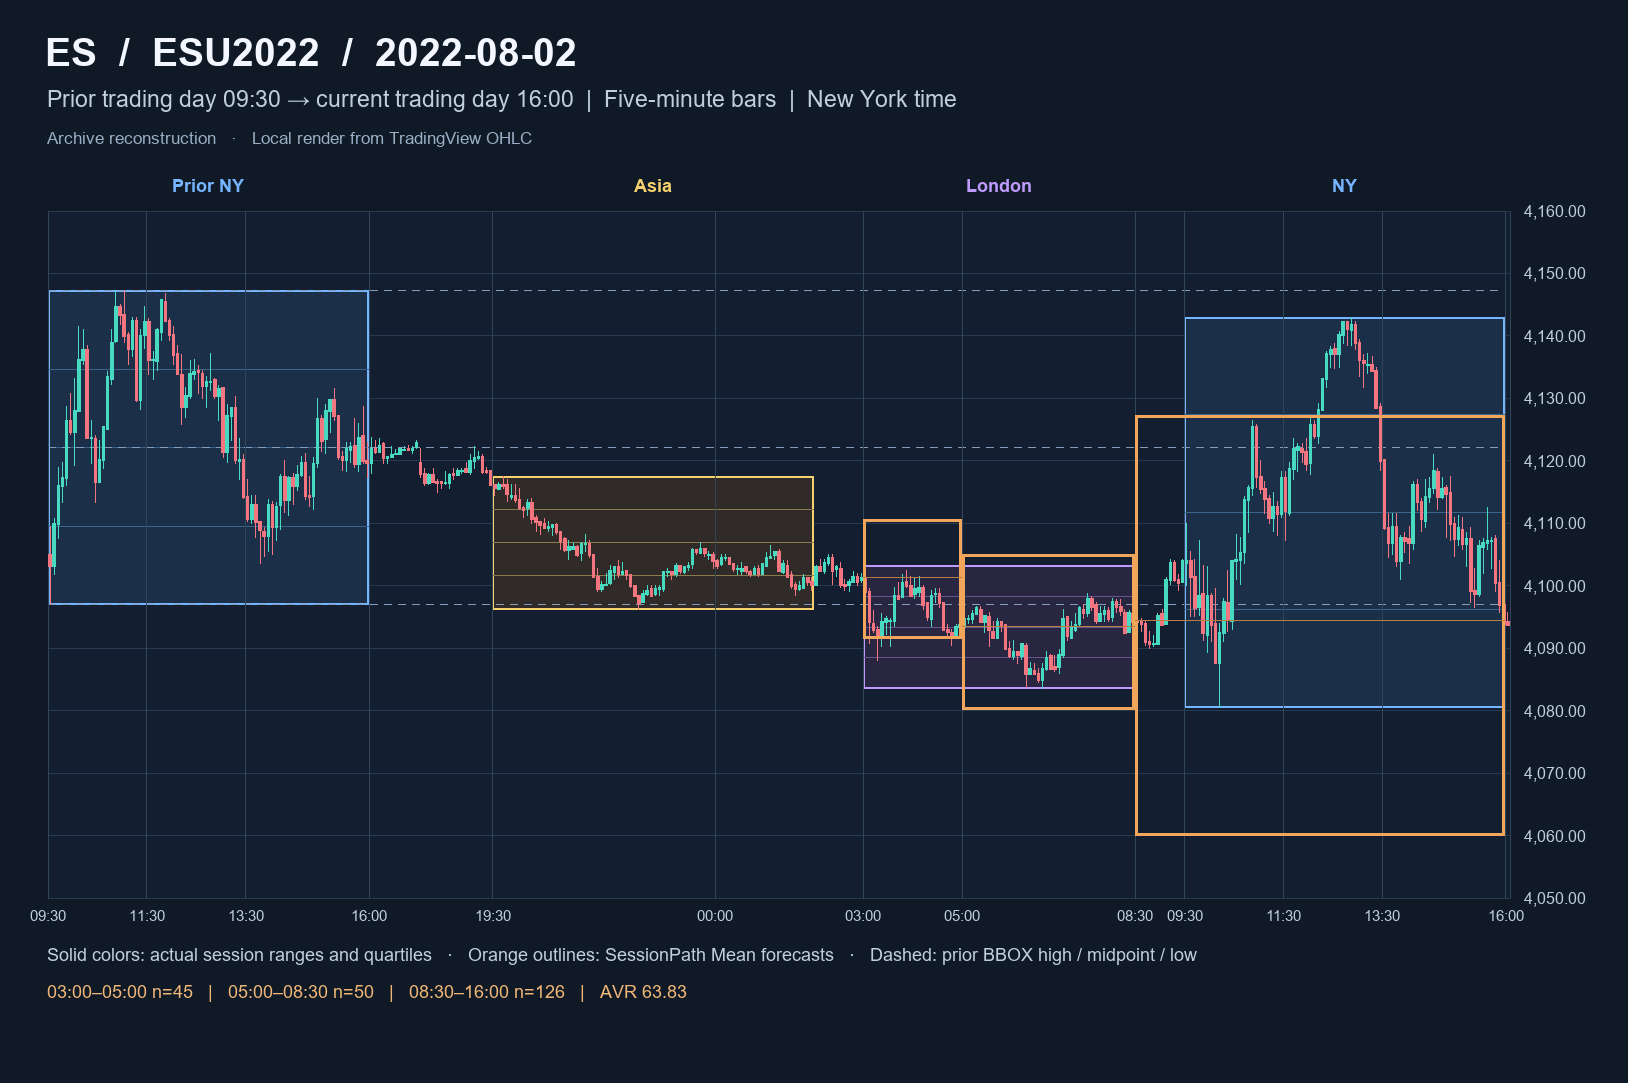 ES / ESU2022 / 2022-08-02
Prior trading day 09:30 → current trading day 16:00 | Five-minute bars | New York time
Archive reconstruction · Local render from TradingView OHLC
Prior NY Asia London NY
4,160.00
4,150.00
4,140.00
4,130.00
4,120.00
4,110.00
4,100.00
4,090.00
4,080.00
4,070.00
4,060.00
4,050.00
09:30 11:30 13:30 16:00 19:30 00:00 03:00 05:00 08:30 09:30 11:30 13:30 16:00
Solid colors: actual session ranges and quartiles · Orange outlines: SessionPath Mean forecasts · Dashed: prior BBOX high / midpoint / low
03:00–05:00 n=45 | 05:00–08:30 n=50 | 08:30–16:00 n=126 | AVR 63.83